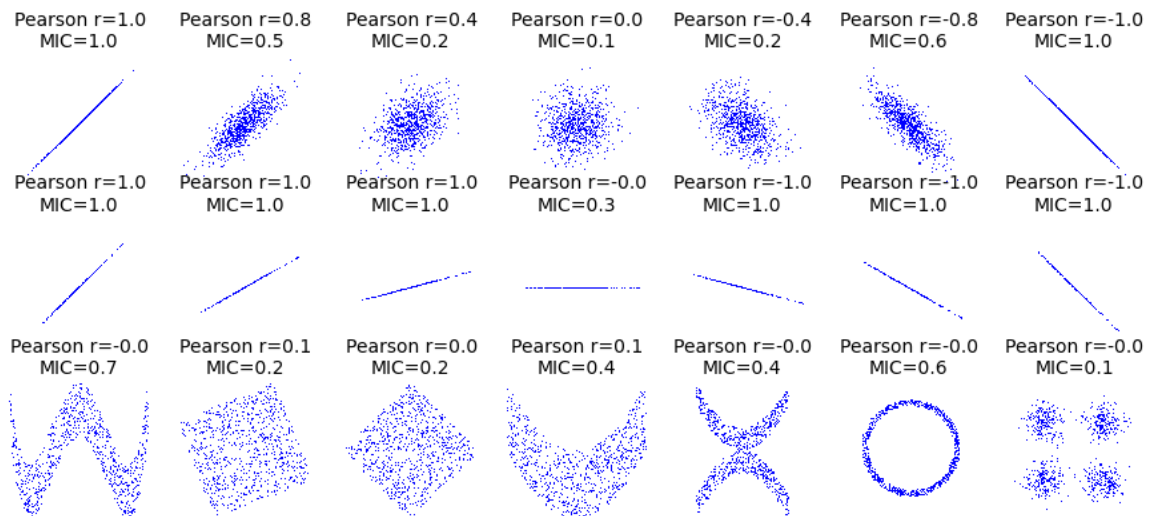 Pearson r=1.0 Pearson r=0.8 Pearson r=0.4 Pearson r=0.0 Pearson r=-0.4 Pearson r=-0.8 Pearson r=-1.0
MIC=1.0 MIC=0.5 MIC=0.2 MIC=0.1 MIC=0.2 MIC=0.6 MIC=1.0
Pearson r=1.0 Pearson r=1.0 Pearson r=1.0 Pearson r=-0.0 Pearson r=-1.0 Pearson r=-1.0 Pearson r=-1.0
MIC=1.0 MIC=1.0 MIC=1.0 MIC=0.3 MIC=1.0 MIC=1.0 MIC=1.0
Pearson r=-0.0 Pearson r=0.1 Pearson r=0.0 Pearson r=0.1 Pearson r=-0.0 Pearson r=-0.0 Pearson r=-0.0
MIC=0.7 MIC=0.2 MIC=0.2 MIC=0.4 MIC=0.4 MIC=0.6 MIC=0.1